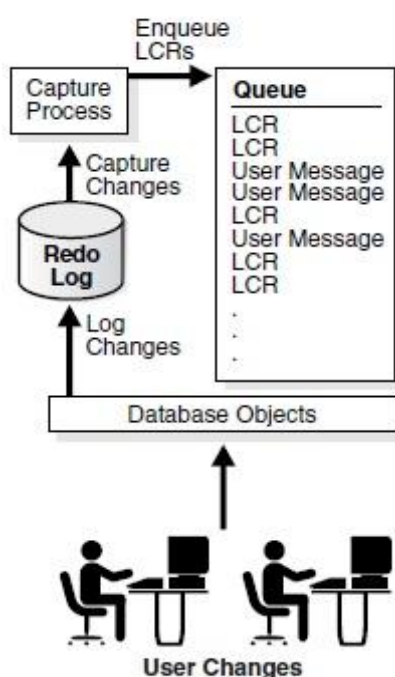 Enqueue
LCRs
Capture
Process
Queue
LCR
LCR
User Message
User Message
LCR
User Message
LCR
LCR
.
.
.
Capture
Changes
Redo
Log
Log
Changes
Database Objects
User Changes